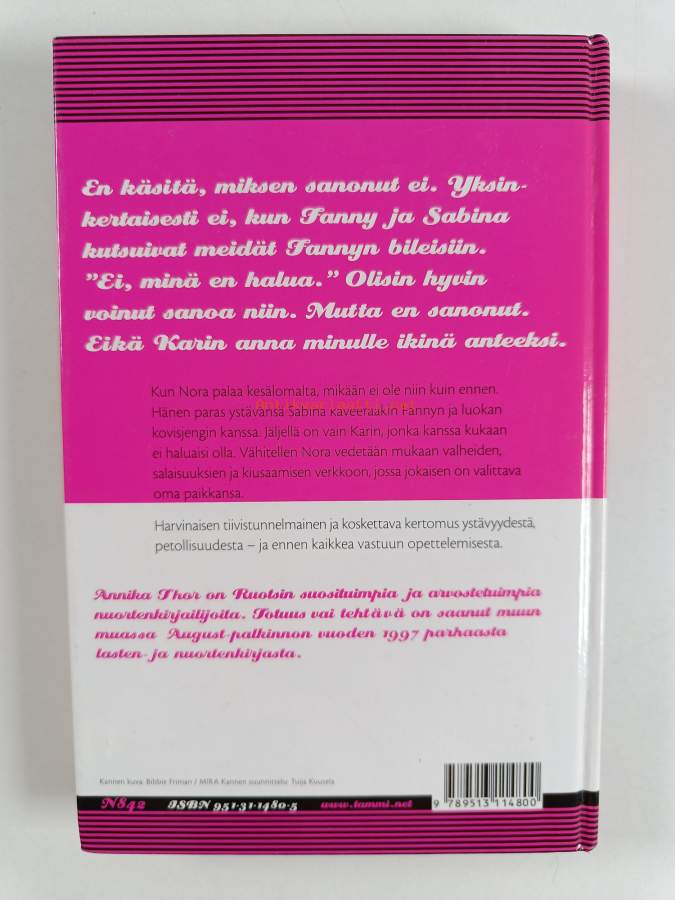 En käsitä, miksen sanonut ei. Yksin-
kertaisesti ei, kun Fanny ja Sabina
kutsuivat meidät Fannyn bileisiin.
"Ei, minä en halua." Olisin hyvin
voinut sanoa niin. Mutta en sanonut.
Eikä Karin anna minulle ikinä anteeksi.
Kun Nora palaa kesälomalta, mikään ei ole niin kuin ennen.
Hänen paras ystävänsä Sabina kaveeraakin Fannyn ja luokan
kovisjengin kanssa. Jäljellä on vain Karin, jonka kanssa kukaan
ei haluaisi olla. Vähitellen Nora vedetään mukaan valheiden,
salaisuuksien ja kiusaamisen verkkoon, jossa jokaisen on valittava
oma paikkansa.
Harvinaisen tiivistunnelmainen ja koskettava kertomus ystävyydestä,
petollisuudesta – ja ennen kaikkea vastuun opettelemisesta.
Annika Thor on Ruotsin suosituimpia ja arvostetuimpia
nuortenkirjailijoita. Totuus vai tehtävä on saanut muun
muassa August-palkinnon vuoden 1997 parhaasta
lasten- ja nuortenkirjasta.
Kannen kuva: Bibbie Friman / MIRA Kannen suunnittelu: Tuija Kuusela
N842 ISBN 951-31-1480-5 www.tammi.net
9 789513 114800